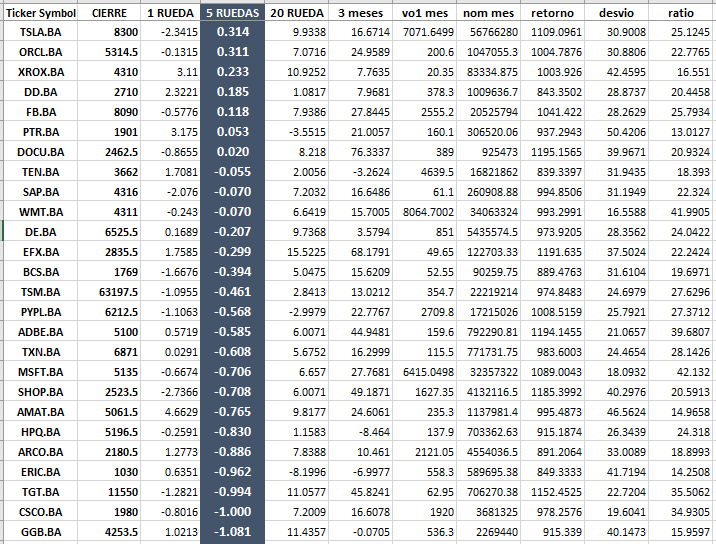 Ticker Symbol CIERRE 1 RUEDA 5 RUEDAS 20 RUEDA 3 meses vo1 mes nom mes retorno desvio ratio
TSLA.BA 8300 -2.3415 0.314 9.9338 16.6714 7071.6499 56766280 1109.0961 30.9008 25.1245
ORCL.BA 5314.5 -0.1315 0.311 7.0716 24.9589 200.6 1047055.3 1004.7876 30.8806 22.7765
XROX.BA 4310 3.11 0.233 10.9252 7.7635 20.35 83334.875 1003.926 42.4595 16.551
DD.BA 2710 2.3221 0.185 1.0817 7.9681 378.3 1009636.7 843.3502 28.8737 20.4458
FB.BA 8090 -0.5776 0.118 7.9386 27.8445 2555.2 20525794 1041.422 28.2629 25.7934
PTR.BA 1901 3.175 0.053 -3.5515 21.0057 160.1 306520.06 937.2943 50.4206 13.0127
DOCU.BA 2462.5 -0.8655 0.020 8.218 76.3337 389 925473 1195.1565 39.9671 20.9324
TEN.BA 3662 1.7081 -0.055 2.0056 -3.2624 4639.5 16821862 839.3397 31.9435 18.393
SAP.BA 4316 -2.076 -0.070 7.2032 16.6486 61.1 260908.88 994.8506 31.1949 22.324
WMT.BA 4311 -0.243 -0.070 6.6419 15.7005 8064.7002 34063324 993.2991 16.5588 41.9905
DE.BA 6525.5 0.1689 -0.207 9.7368 3.5794 851 5435574.5 973.9205 28.3562 24.0422
EFX.BA 2835.5 1.7585 -0.299 15.5225 68.1791 49.65 122703.33 1191.635 37.5024 22.2424
BCS.BA 1769 -1.6676 -0.394 5.0475 15.6209 52.55 90259.75 889.4763 31.6104 19.6971
TSM.BA 63197.5 -1.0955 -0.461 2.8413 13.0212 354.7 22219214 974.8483 24.6979 27.6296
PYPL.BA 6212.5 -1.1063 -0.568 -2.9979 22.7767 2709.8 17215026 1008.5159 25.7921 27.3712
ADBE.BA 5100 0.5719 -0.585 6.0071 44.9481 159.6 792290.81 1194.1455 21.0657 39.6807
TXN.BA 6871 0.0291 -0.608 5.6752 16.2999 115.5 771731.75 983.6003 24.4654 28.1426
MSFT.BA 5135 -0.6674 -0.706 6.657 27.7681 6415.0498 32357322 1089.0043 18.0932 42.132
SHOP.BA 2523.5 -2.7366 -0.708 6.0071 49.1871 1627.35 4132116.5 1185.3992 40.2976 20.5913
AMAT.BA 5061.5 4.6629 -0.765 9.8177 24.6061 235.3 1137981.4 995.4873 46.5624 14.9658
HPQ.BA 5196.5 -0.2591 -0.830 1.1583 -8.464 137.9 703362.63 915.1874 26.3439 24.318
ARCO.BA 2180.5 1.2773 -0.886 7.8388 10.461 2121.05 4554036.5 891.2064 33.0089 18.8993
ERIC.BA 1030 0.6351 -0.962 -8.1996 -6.9977 558.3 589695.38 849.3333 41.7194 14.2508
TGT.BA 11550 -1.2821 -0.994 11.0577 45.8241 62.95 706270.38 1152.4525 22.7204 35.5062
CSCO.BA 1980 -0.8016 -1.000 7.2009 16.6078 1920 3681325 978.2576 19.6041 34.9305
GGB.BA 4253.5 1.0213 -1.081 11.4357 -0.0705 536.3 2269440 915.339 40.1473 15.9597